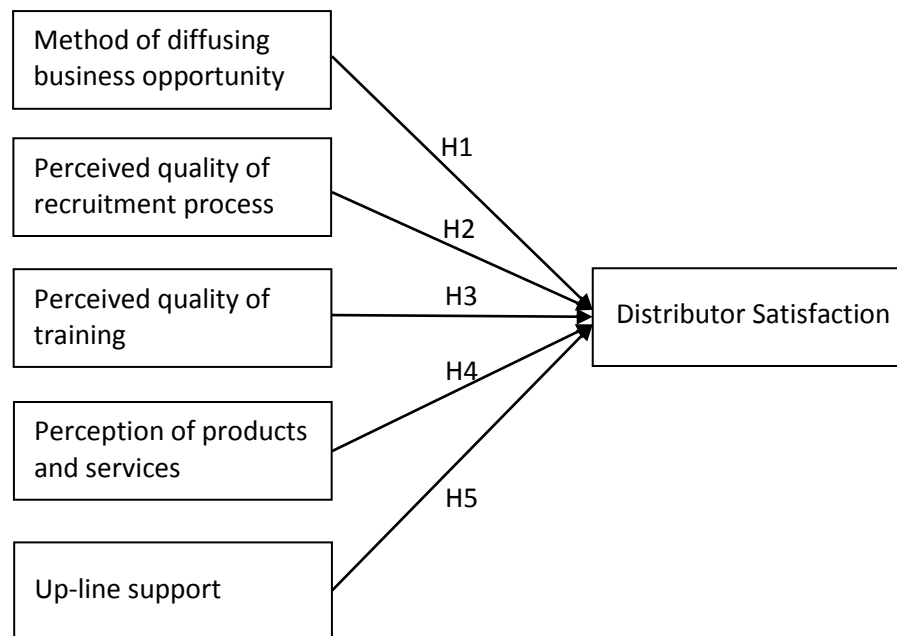 Method of diffusing
business opportunity
H1
Perceived quality of
recruitment process
H2
Perceived quality of
training
H3
Distributor Satisfaction
H4
Perception of products
and services
H5
Up-line support